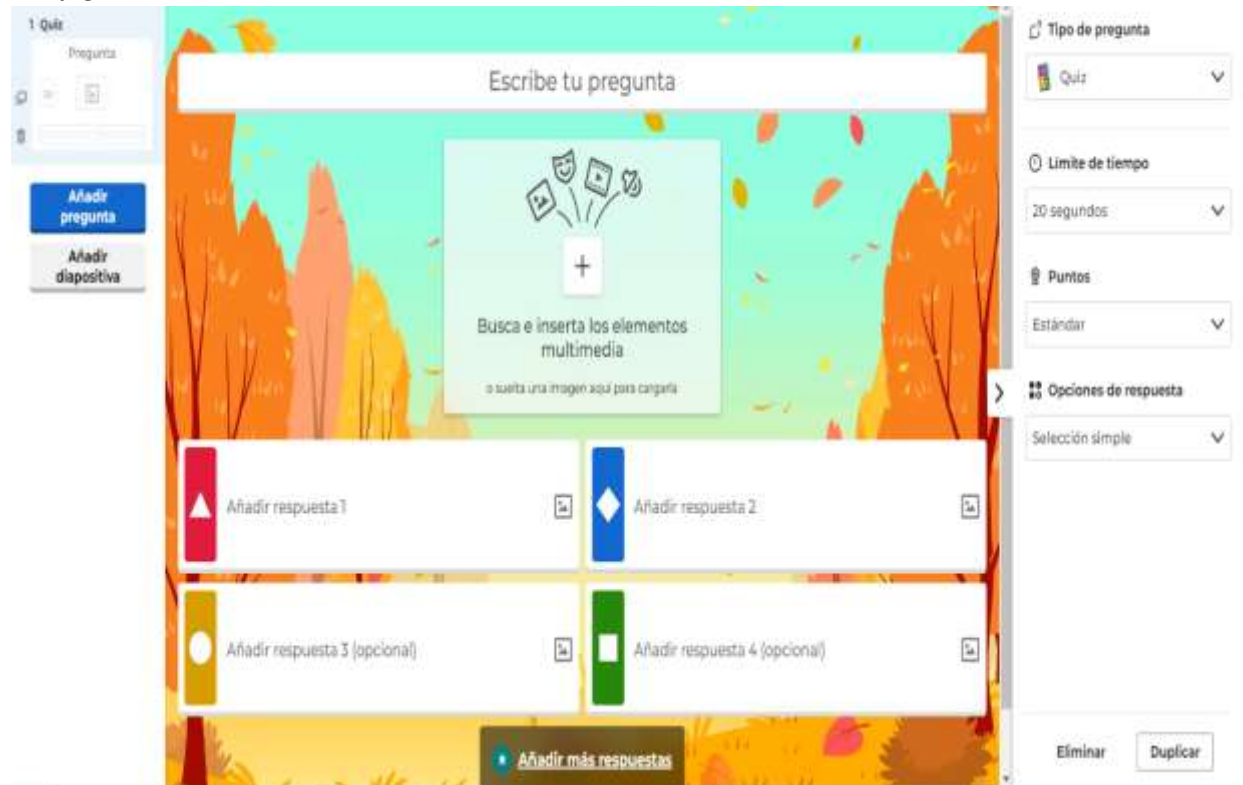 1 Quiz
Pregunta
Añadir
pregunta
Añadir
diapositiva
Escribe tu pregunta
Busca e inserta los elementos
multimedia
o suelta una imagen aquí para cargarla
Añadir respuesta 1
Añadir respuesta 2
Añadir respuesta 3 (opcional)
Añadir respuesta 4 (opcional)
Añadir más respuestas
Tipo de pregunta
Quiz
Límite de tiempo
20 segundos
Puntos
Estándar
Opciones de respuesta
Selección simple
Eliminar
Duplicar